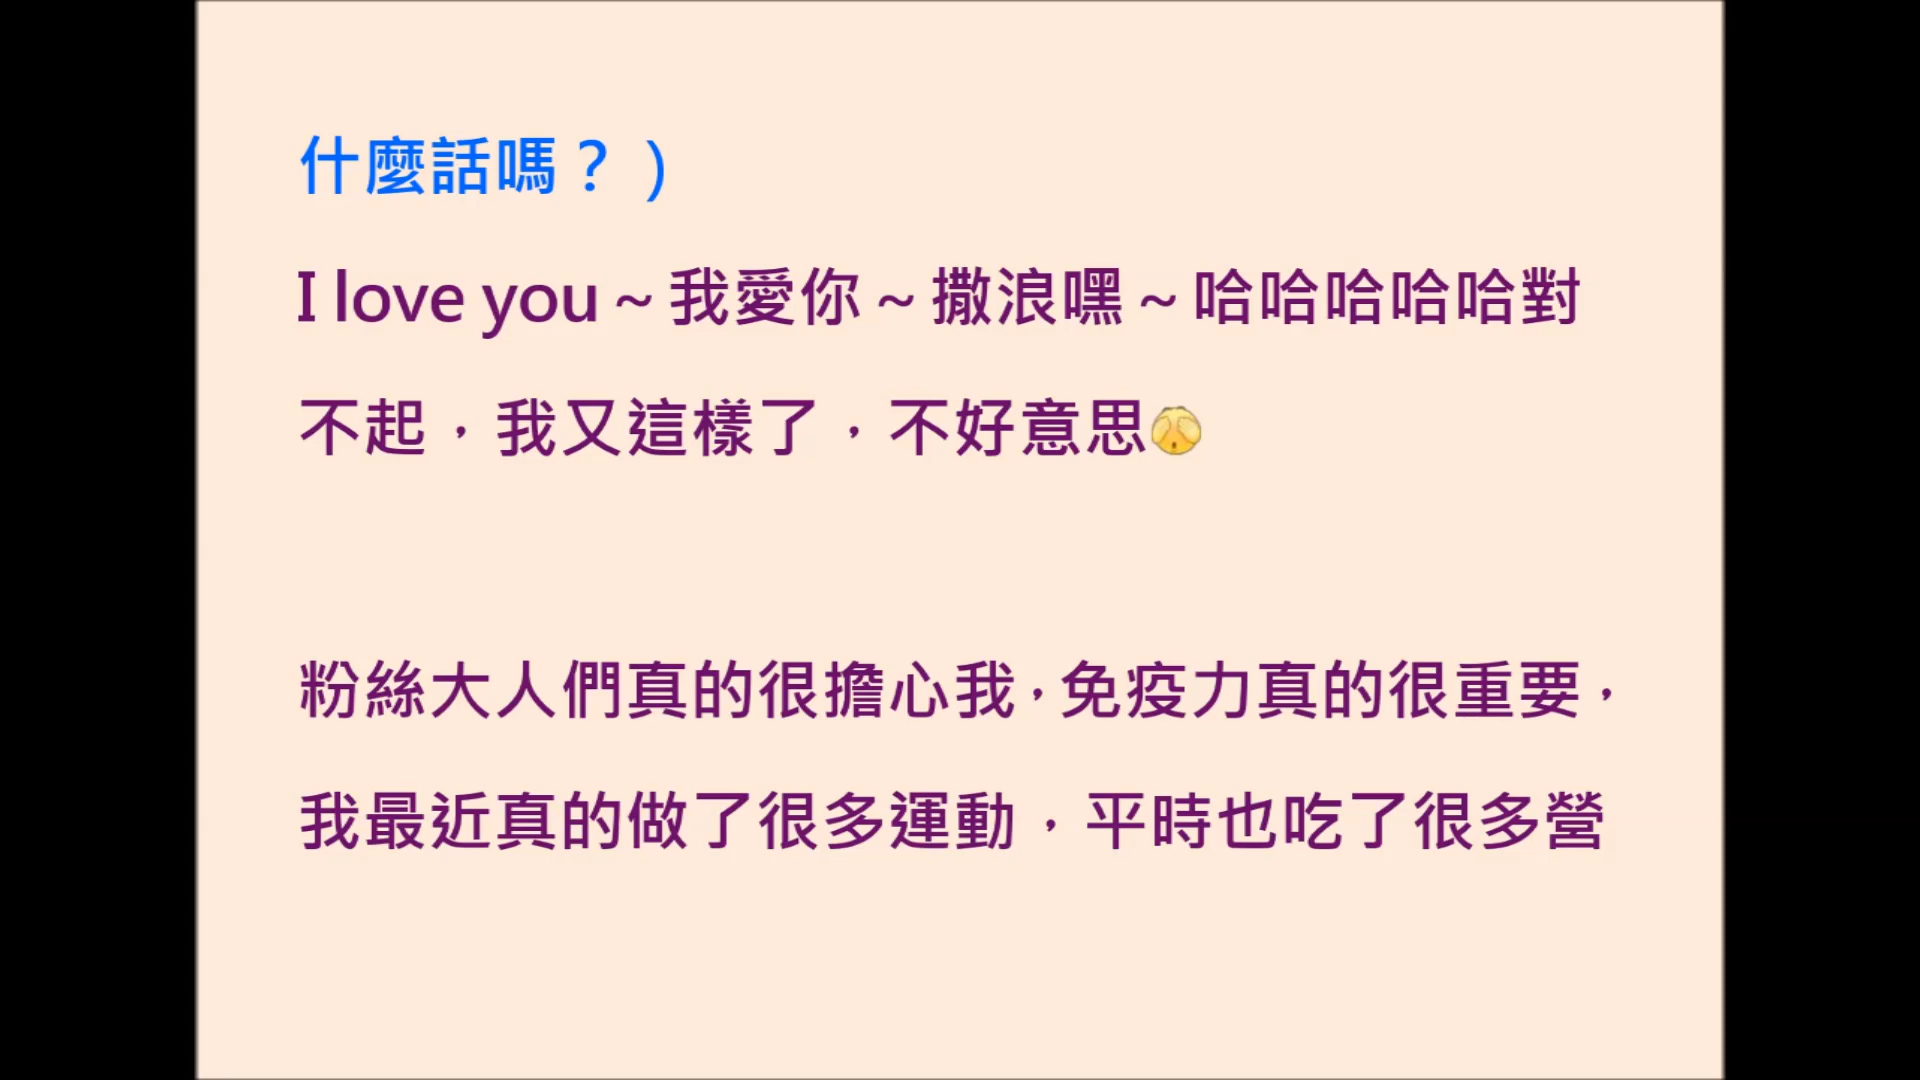 什麼話嗎？）
I love you～我愛你～撒浪嘿～哈哈哈哈哈對
不起，我又這樣了，不好意思🫣
粉絲大人們真的很擔心我，免疫力真的很重要，
我最近真的做了很多運動，平時也吃了很多營